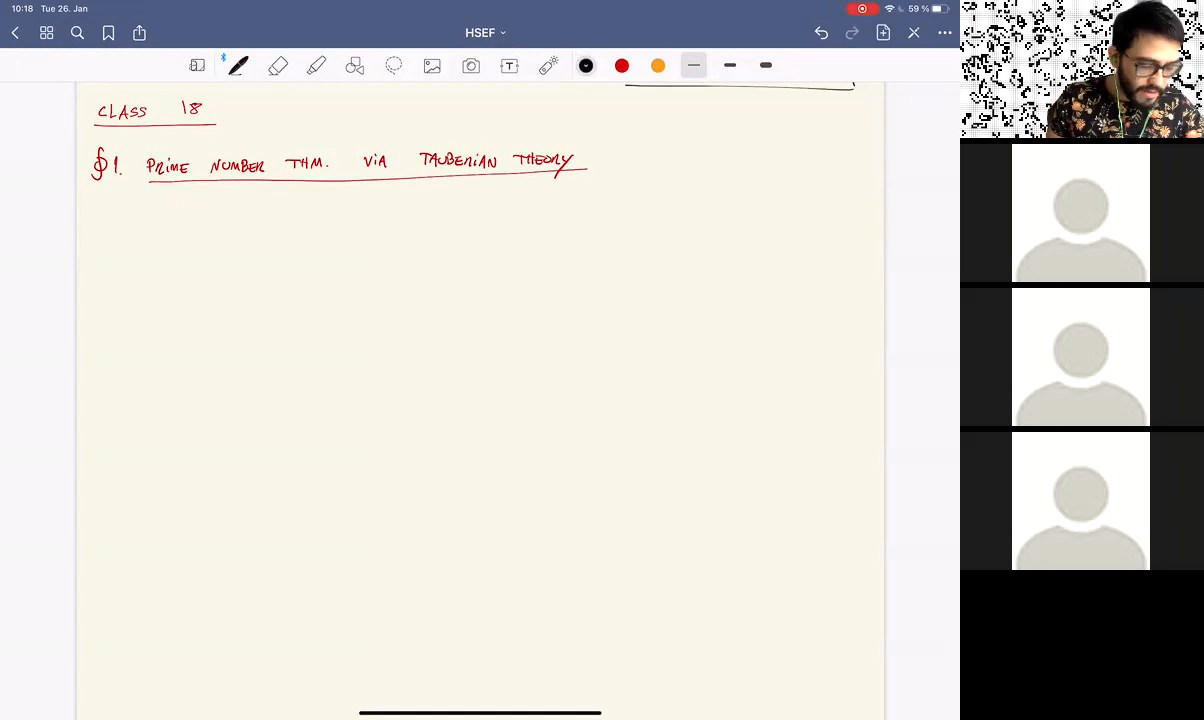 10:18 Tue 26. Jan
59 %
HSEF
T
CLASS 18
§1. PRIME NUMBER THM. VIA TAUBERIAN THEORY